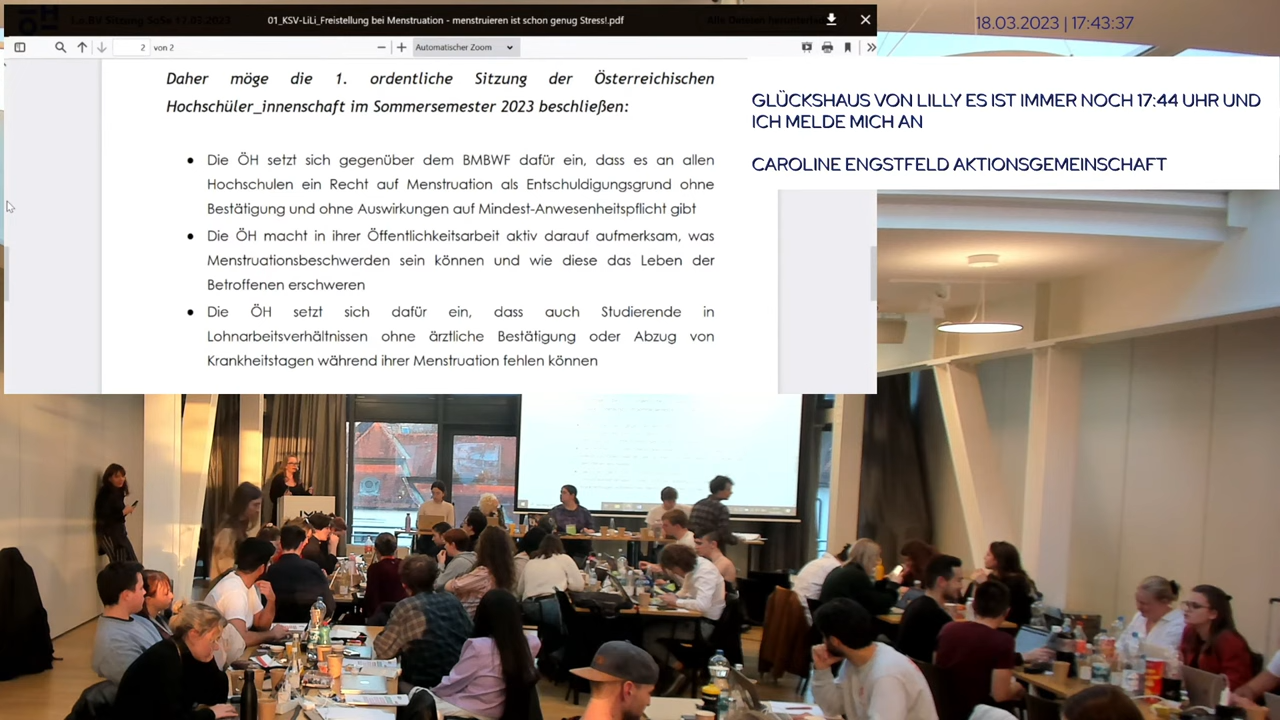 01_KSV-LiLi_Freistellung bei Menstruation - menstruieren ist schon genug Stress!.pdf
18.03.2023 | 17:43:37
2 von 2
Automatischer Zoom
Daher möge die 1. ordentliche Sitzung der Österreichischen
Hochschüler_innenschaft im Sommersemester 2023 beschließen:
• Die ÖH setzt sich gegenüber dem BMBWF dafür ein, dass es an allen
Hochschulen ein Recht auf Menstruation als Entschuldigungsgrund ohne
Bestätigung und ohne Auswirkungen auf Mindest-Anwesenheitspflicht gibt
• Die ÖH macht in ihrer Öffentlichkeitsarbeit aktiv darauf aufmerksam, was
Menstruationsbeschwerden sein können und wie diese das Leben der
Betroffenen erschweren
• Die ÖH setzt sich dafür ein, dass auch Studierende in
Lohnarbeitsverhältnissen ohne ärztliche Bestätigung oder Abzug von
Krankheitstagen während ihrer Menstruation fehlen können
GLÜCKSHAUS VON LILLY ES IST IMMER NOCH 17:44 UHR UND
ICH MELDE MICH AN
CAROLINE ENGSTFELD AKTIONSGEMEINSCHAFT